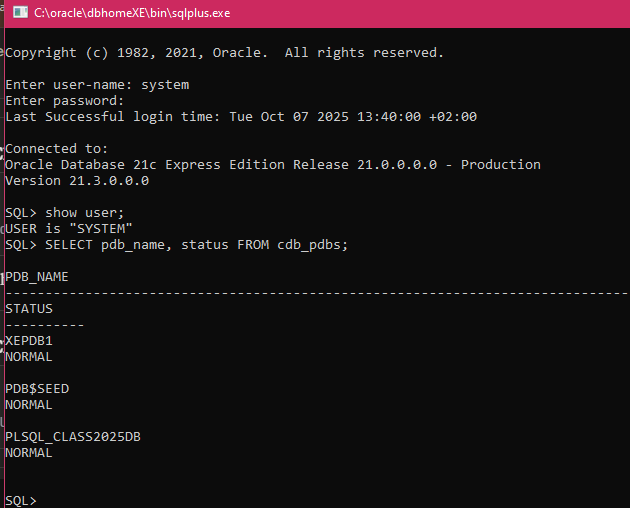 C:\oracle\dbhomeXE\bin\sqlplus.exe
Copyright (c) 1982, 2021, Oracle.  All rights reserved.
Enter user-name: system
Enter password:
Last Successful login time: Tue Oct 07 2025 13:40:00 +02:00
Connected to:
Oracle Database 21c Express Edition Release 21.0.0.0.0 - Production
Version 21.3.0.0.0
SQL> show user;
USER is "SYSTEM"
SQL> SELECT pdb_name, status FROM cdb_pdbs;
PDB_NAME
--------------------------------------------------------------------------------
STATUS
----------
XEPDB1
NORMAL
PDB$SEED
NORMAL
PLSQL_CLASS2025DB
NORMAL
SQL>